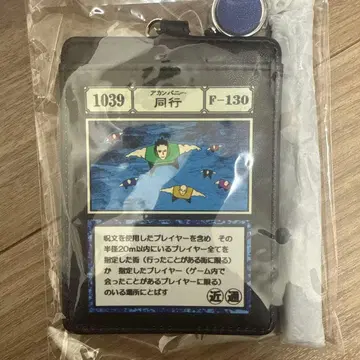 アカンパニー
1039 同行 F-130
呪文を使用したプレイヤーを含め その
半径20m以内にいるプレイヤー全てを
指定した街（行ったことがある街に限る）
か 指定したプレイヤー（ゲーム内で
会ったことがあるプレイヤーに限る）
のいる場所にとばす
近 通